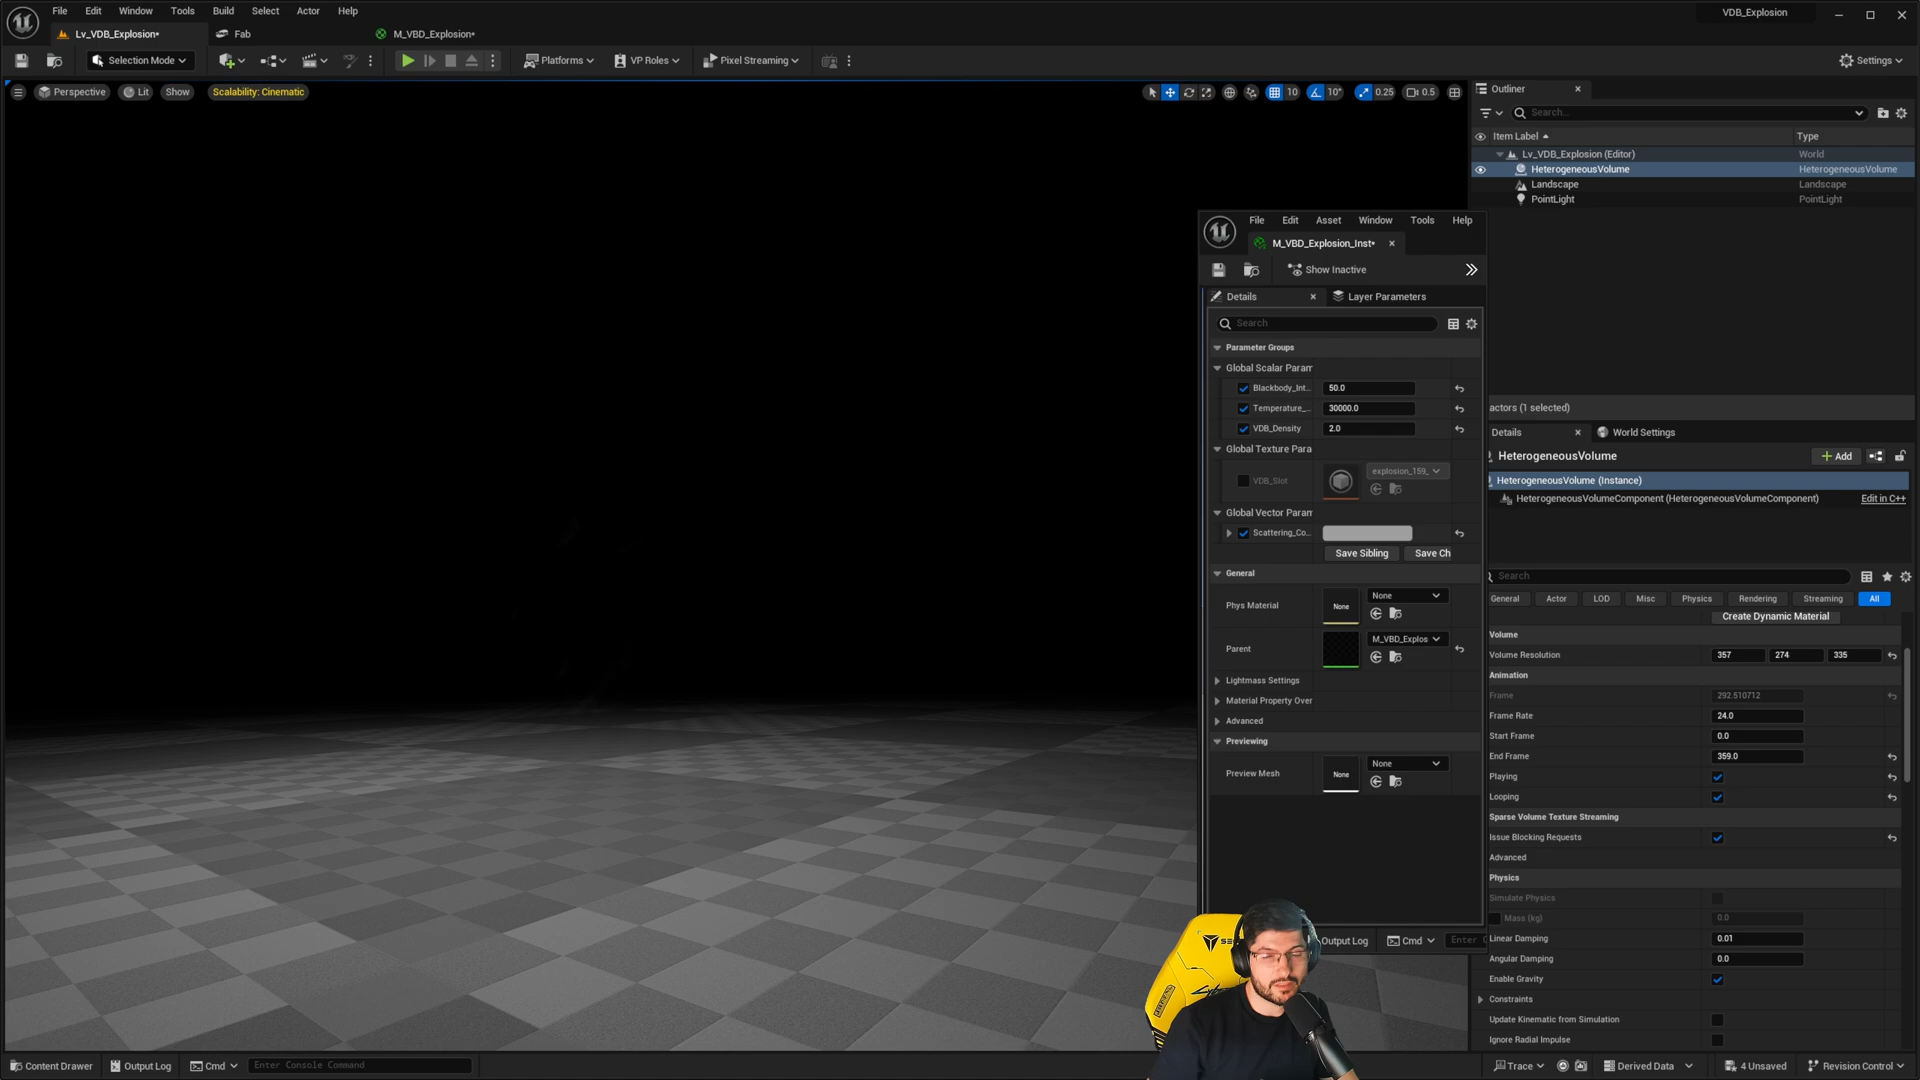 File Edit Window Tools Build Select Actor Help
VDB_Explosion
Lv_VDB_Explosion* Fab M_VBD_Explosion*
Selection Mode Platforms VP Roles Pixel Streaming Settings
Perspective Lit Show Scalability: Cinematic 10 10° 0.25 0.5
Outliner
Search...
Item Label Type
Lv_VDB_Explosion (Editor) World
HeterogeneousVolume HeterogeneousVolume
Landscape Landscape
PointLight PointLight
File Edit Asset Window Tools Help
M_VBD_Explosion_Inst*
Show Inactive
Details Layer Parameters
Search
Parameter Groups
Global Scalar Param
Blackbody_Int... 50.0
Temperature_... 30000.0
VDB_Density 2.0
Global Texture Para
VDB_Slot explosion_159_
Global Vector Param
Scattering_Co...
Save Sibling Save Ch
General
Phys Material None None
Parent M_VBD_Explos
Lightmass Settings
Material Property Over
Advanced
Previewing
Preview Mesh None None
Output Log Cmd Enter C
actors (1 selected)
Details World Settings
HeterogeneousVolume Add
HeterogeneousVolume (Instance)
HeterogeneousVolumeComponent (HeterogeneousVolumeComponent) Edit in C++
Search
General Actor LOD Misc Physics Rendering Streaming All
Create Dynamic Material
Volume
Volume Resolution 357 274 335
Animation
Frame 292.510712
Frame Rate 24.0
Start Frame 0.0
End Frame 359.0
Playing
Looping
Sparse Volume Texture Streaming
Issue Blocking Requests
Advanced
Physics
Simulate Physics
Mass (kg) 0.0
Linear Damping 0.01
Angular Damping 0.0
Enable Gravity
Constraints
Update Kinematic from Simulation
Ignore Radial Impulse
Content Drawer Output Log Cmd Enter Console Command
Trace Derived Data 4 Unsaved Revision Control